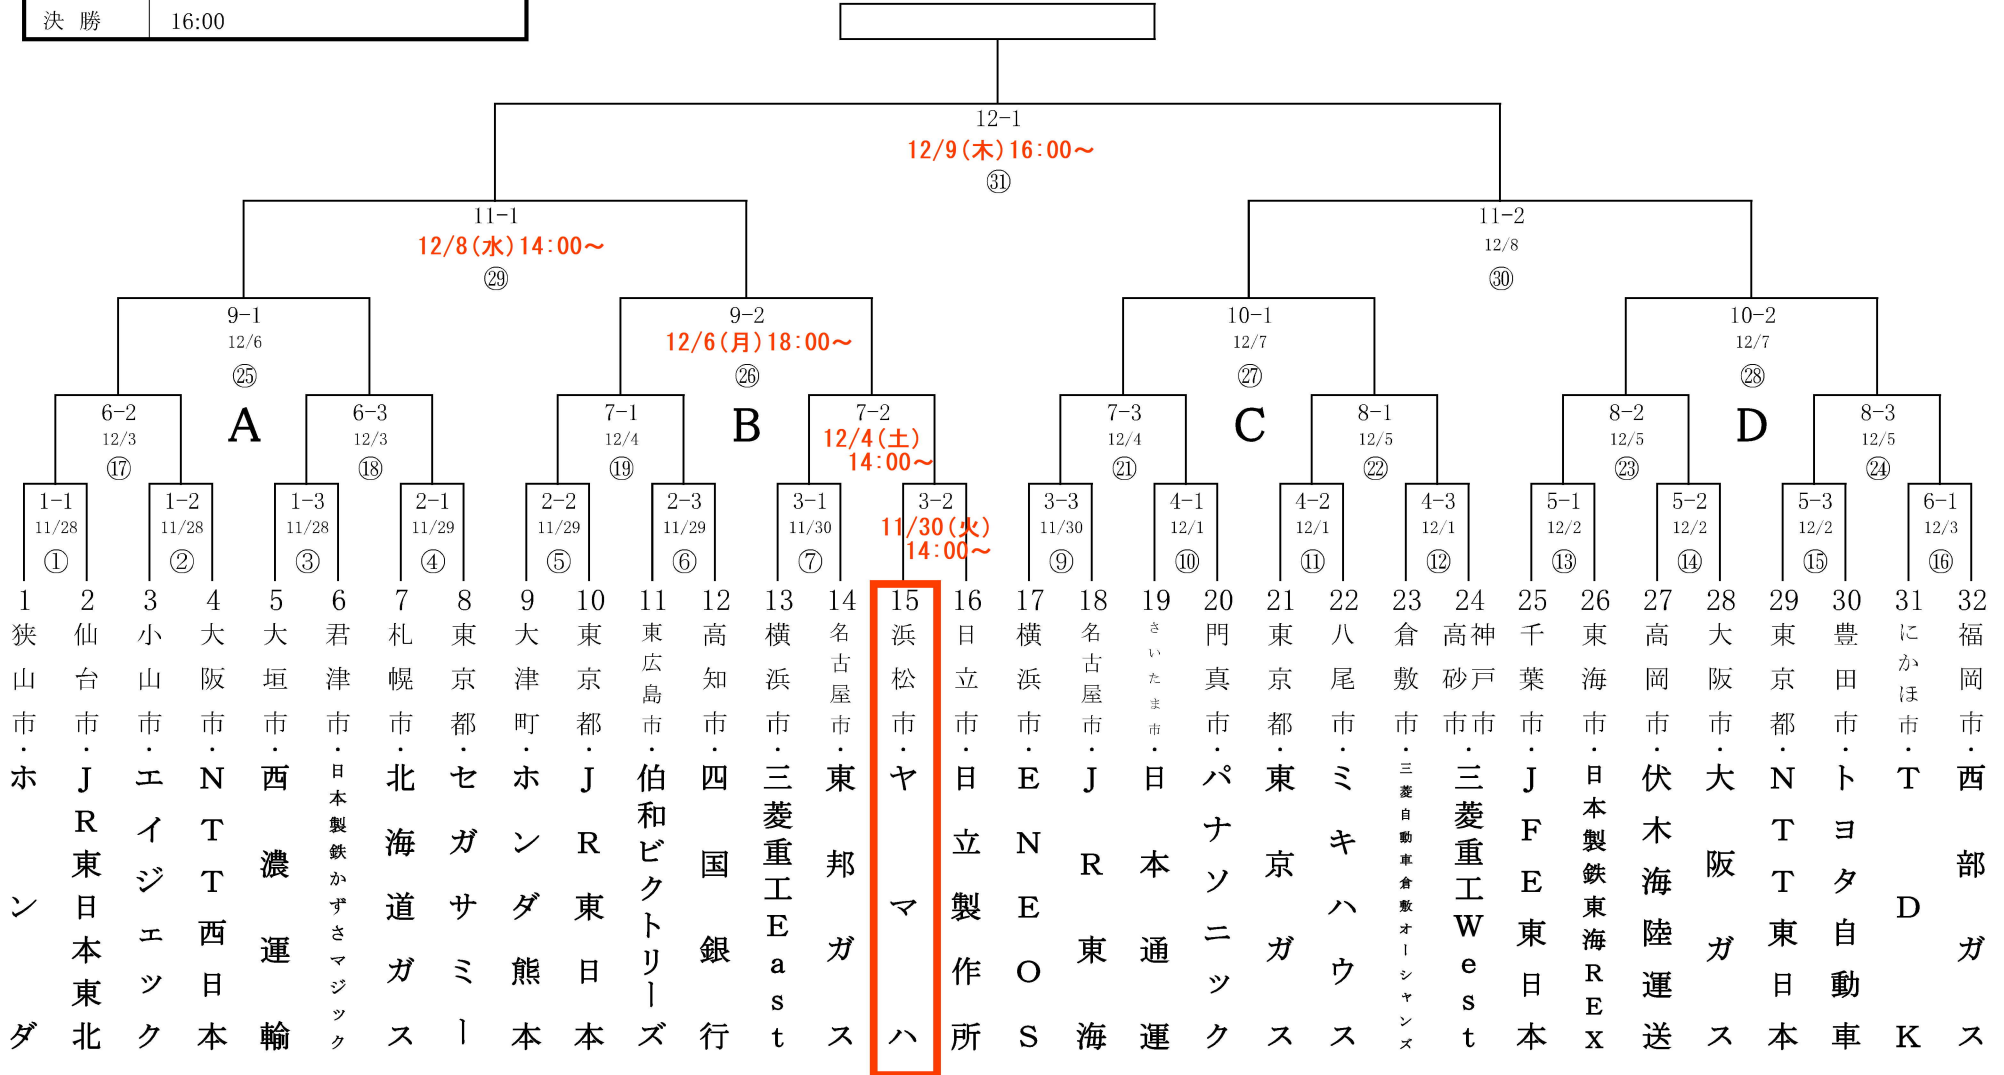 決勝 16:00
12-1
12/9(木)16:00～
㉛
11-1
12/8(水)14:00～
㉙
11-2
12/8
㉚
9-1
12/6
㉕
9-2
12/6(月)18:00～
㉖
10-1
12/7
㉗
10-2
12/7
㉘
A
B
C
D
6-2
12/3
⑰
6-3
12/3
⑱
7-1
12/4
⑲
7-2
12/4(土)
14:00～
7-3
12/4
㉑
8-1
12/5
㉒
8-2
12/5
㉓
8-3
12/5
㉔
1-1
11/28
①
1-2
11/28
②
1-3
11/28
③
2-1
11/29
④
2-2
11/29
⑤
2-3
11/29
⑥
3-1
11/30
⑦
3-2
11/30(火)
14:00～
3-3
11/30
⑨
4-1
12/1
⑩
4-2
12/1
⑪
4-3
12/1
⑫
5-1
12/2
⑬
5-2
12/2
⑭
5-3
12/2
⑮
6-1
12/3
⑯
1 狭山市・ホンダ
2 仙台市・JR東日本東北
3 小山市・エイジェック
4 大阪市・NTT西日本
5 大垣市・西濃運輸
6 君津市・日本製鉄かずさマジック
7 札幌市・北海道ガス
8 東京都・セガサミー
9 大津町・ホンダ熊本
10 東京都・JR東日本
11 東広島市・伯和ビクトリーズ
12 高知市・四国銀行
13 横浜市・三菱重工East
14 名古屋市・東邦ガス
15 浜松市・ヤマハ
16 日立市・日立製作所
17 横浜市・ENEOS
18 名古屋市・JR東海
19 さいたま市・日本通運
20 門真市・パナソニック
21 東京都・東京ガス
22 八尾市・ミキハウス
23 倉敷市・三菱自動車倉敷オーシャンズ
24 神戸市高砂市・三菱重工West
25 千葉市・JFE東日本
26 東海市・日本製鉄東海REX
27 高岡市・伏木海陸運送
28 大阪市・大阪ガス
29 東京都・NTT東日本
30 豊田市・トヨタ自動車
31 にかほ市・TDK
32 福岡市・西部ガス